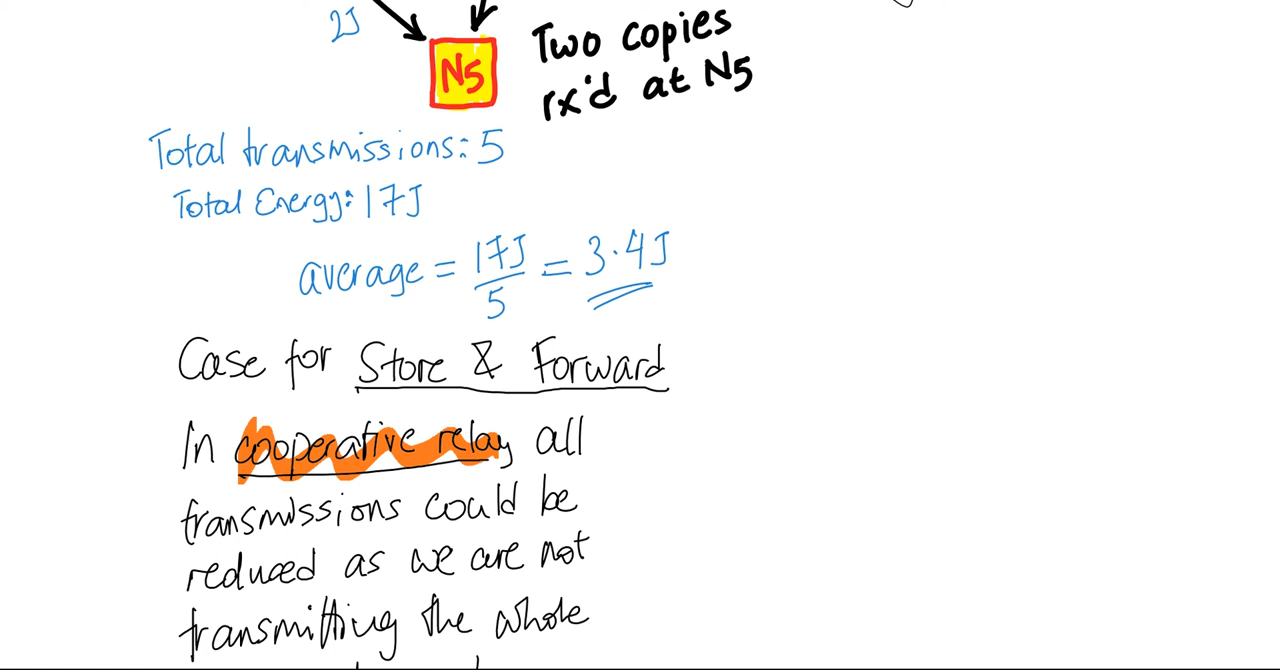 2J
N5
Two copies
rx'd at N5
Total transmissions: 5
Total Energy: 17J
average = 17J/5 = 3.4J
Case for Store & Forward
In cooperative relay all
transmissions could be
reduced as we are not
transmitting the whole